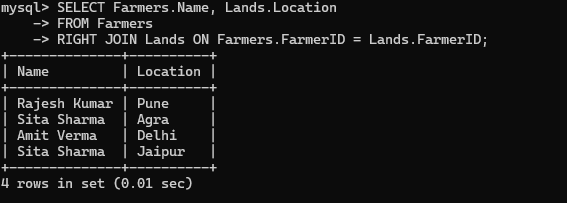 mysql> SELECT Farmers.Name, Lands.Location
    -> FROM Farmers
    -> RIGHT JOIN Lands ON Farmers.FarmerID = Lands.FarmerID;
+--------------+----------+
| Name         | Location |
+--------------+----------+
| Rajesh Kumar | Pune     |
| Sita Sharma  | Agra     |
| Amit Verma   | Delhi    |
| Sita Sharma  | Jaipur   |
+--------------+----------+
4 rows in set (0.01 sec)